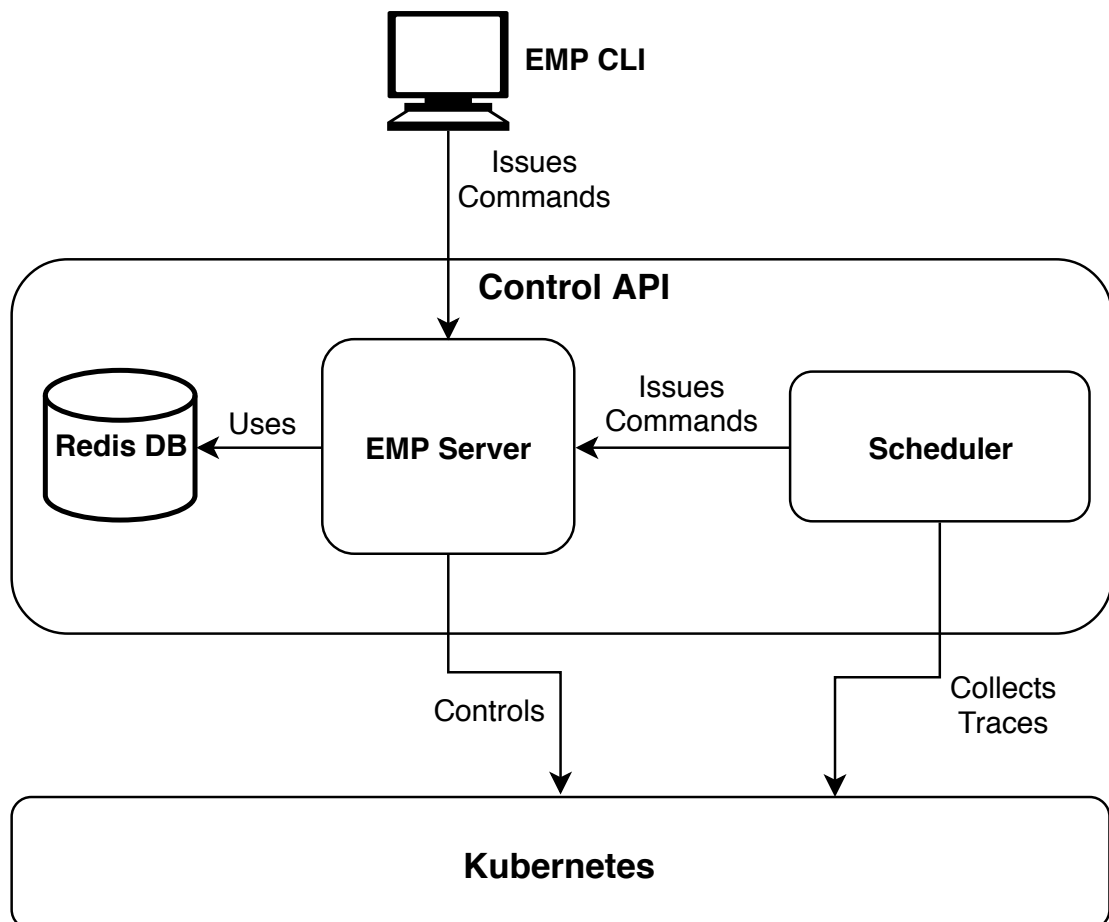 EMP CLI
Issues
Commands
Control API
Redis DB
Uses
EMP Server
Issues
Commands
Scheduler
Controls
Collects
Traces
Kubernetes